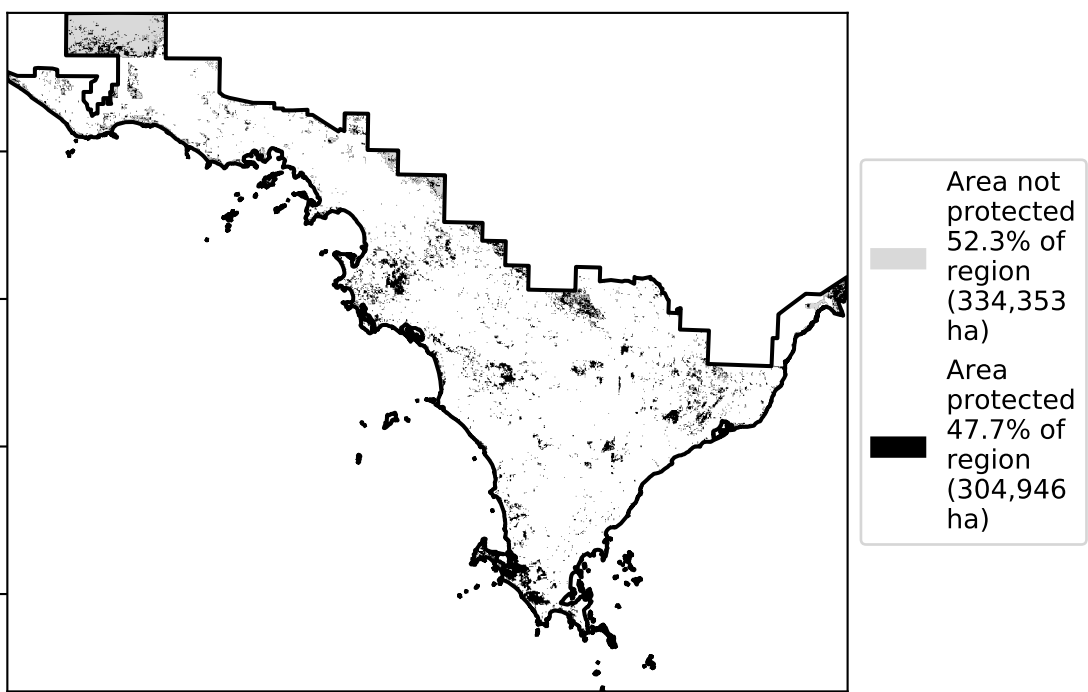 Area not
protected
52.3% of
region
(334,353
ha)
Area
protected
47.7% of
region
(304,946
ha)